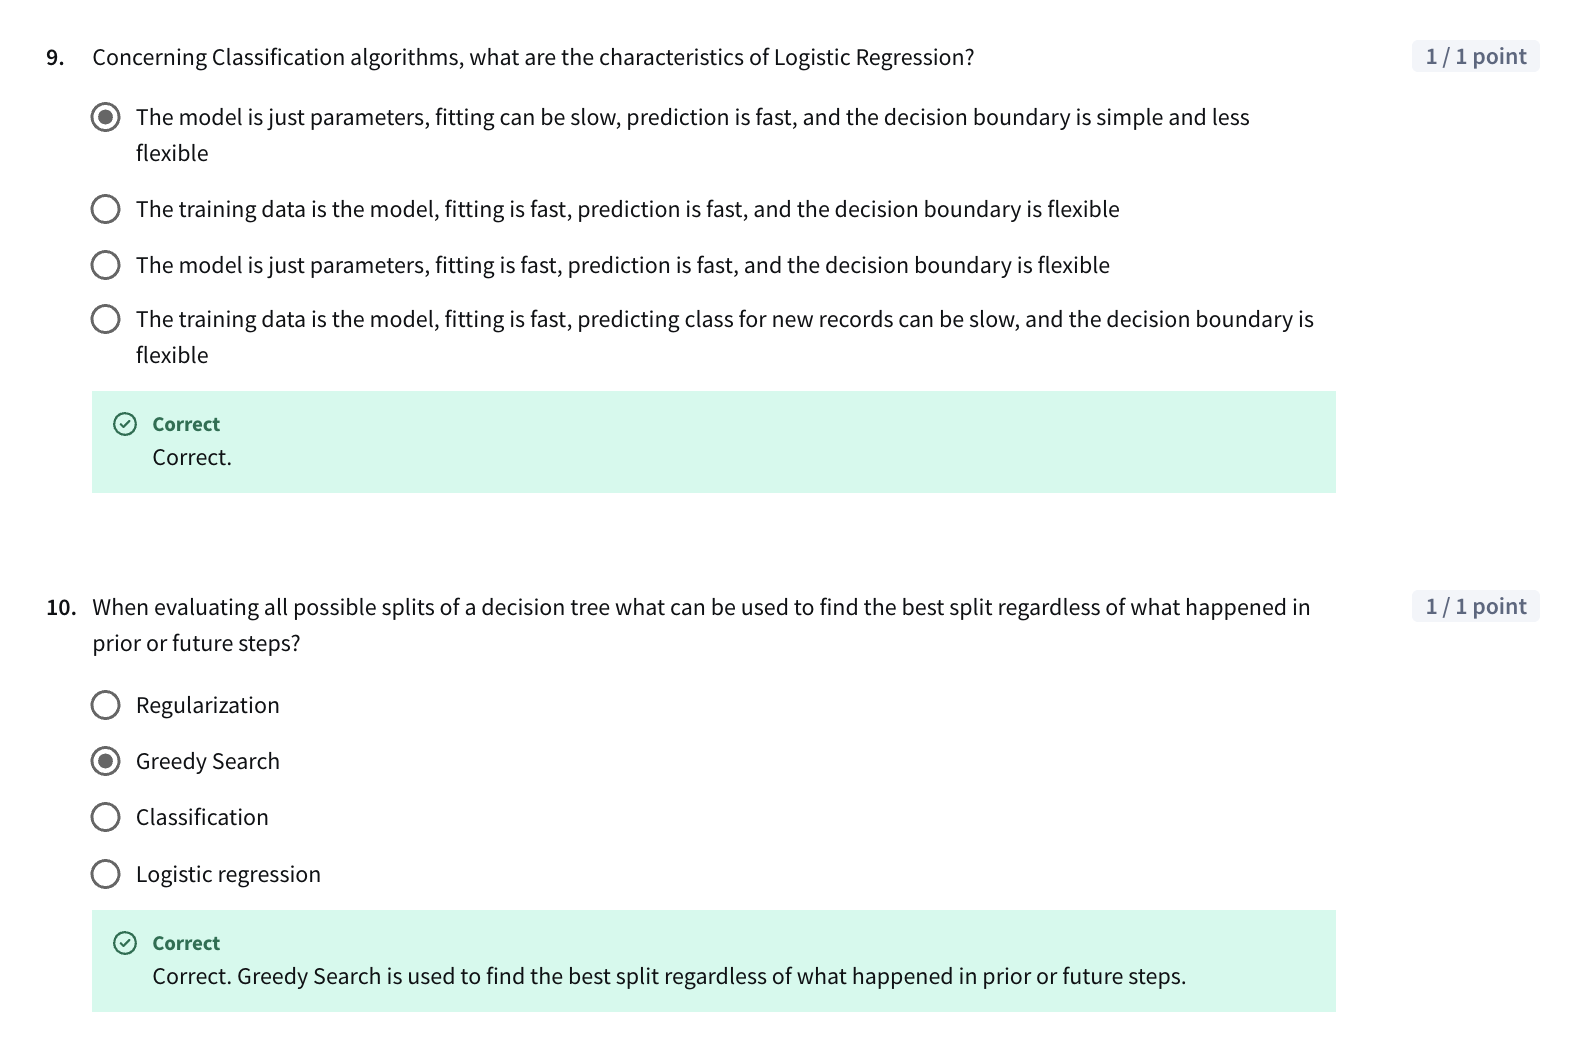 9. Concerning Classification algorithms, what are the characteristics of Logistic Regression?
1 / 1 point
The model is just parameters, fitting can be slow, prediction is fast, and the decision boundary is simple and less
flexible
The training data is the model, fitting is fast, prediction is fast, and the decision boundary is flexible
The model is just parameters, fitting is fast, prediction is fast, and the decision boundary is flexible
The training data is the model, fitting is fast, predicting class for new records can be slow, and the decision boundary is
flexible
Correct
Correct.
10. When evaluating all possible splits of a decision tree what can be used to find the best split regardless of what happened in
1 / 1 point
prior or future steps?
Regularization
Greedy Search
Classification
Logistic regression
Correct
Correct. Greedy Search is used to find the best split regardless of what happened in prior or future steps.